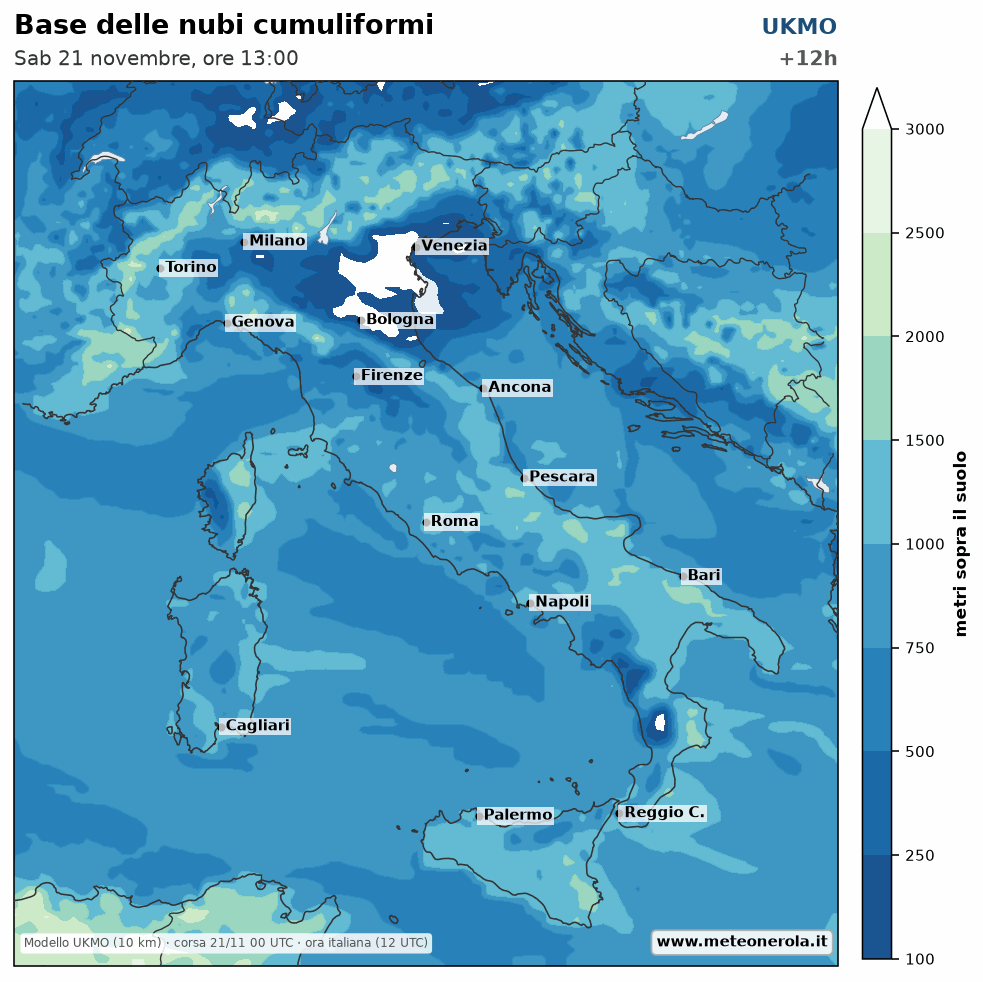 Base delle nubi cumuliformi
UKMO
Sab 21 novembre, ore 13:00
+12h
3000
2500
2000
1500
1000
750
500
250
100
metri sopra il suolo
Milano
Venezia
Torino
Genova
Bologna
Firenze
Ancona
Pescara
Roma
Bari
Napoli
Cagliari
Palermo
Reggio C.
Modello UKMO (10 km) · corsa 21/11 00 UTC · ora italiana (12 UTC)
www.meteonerola.it